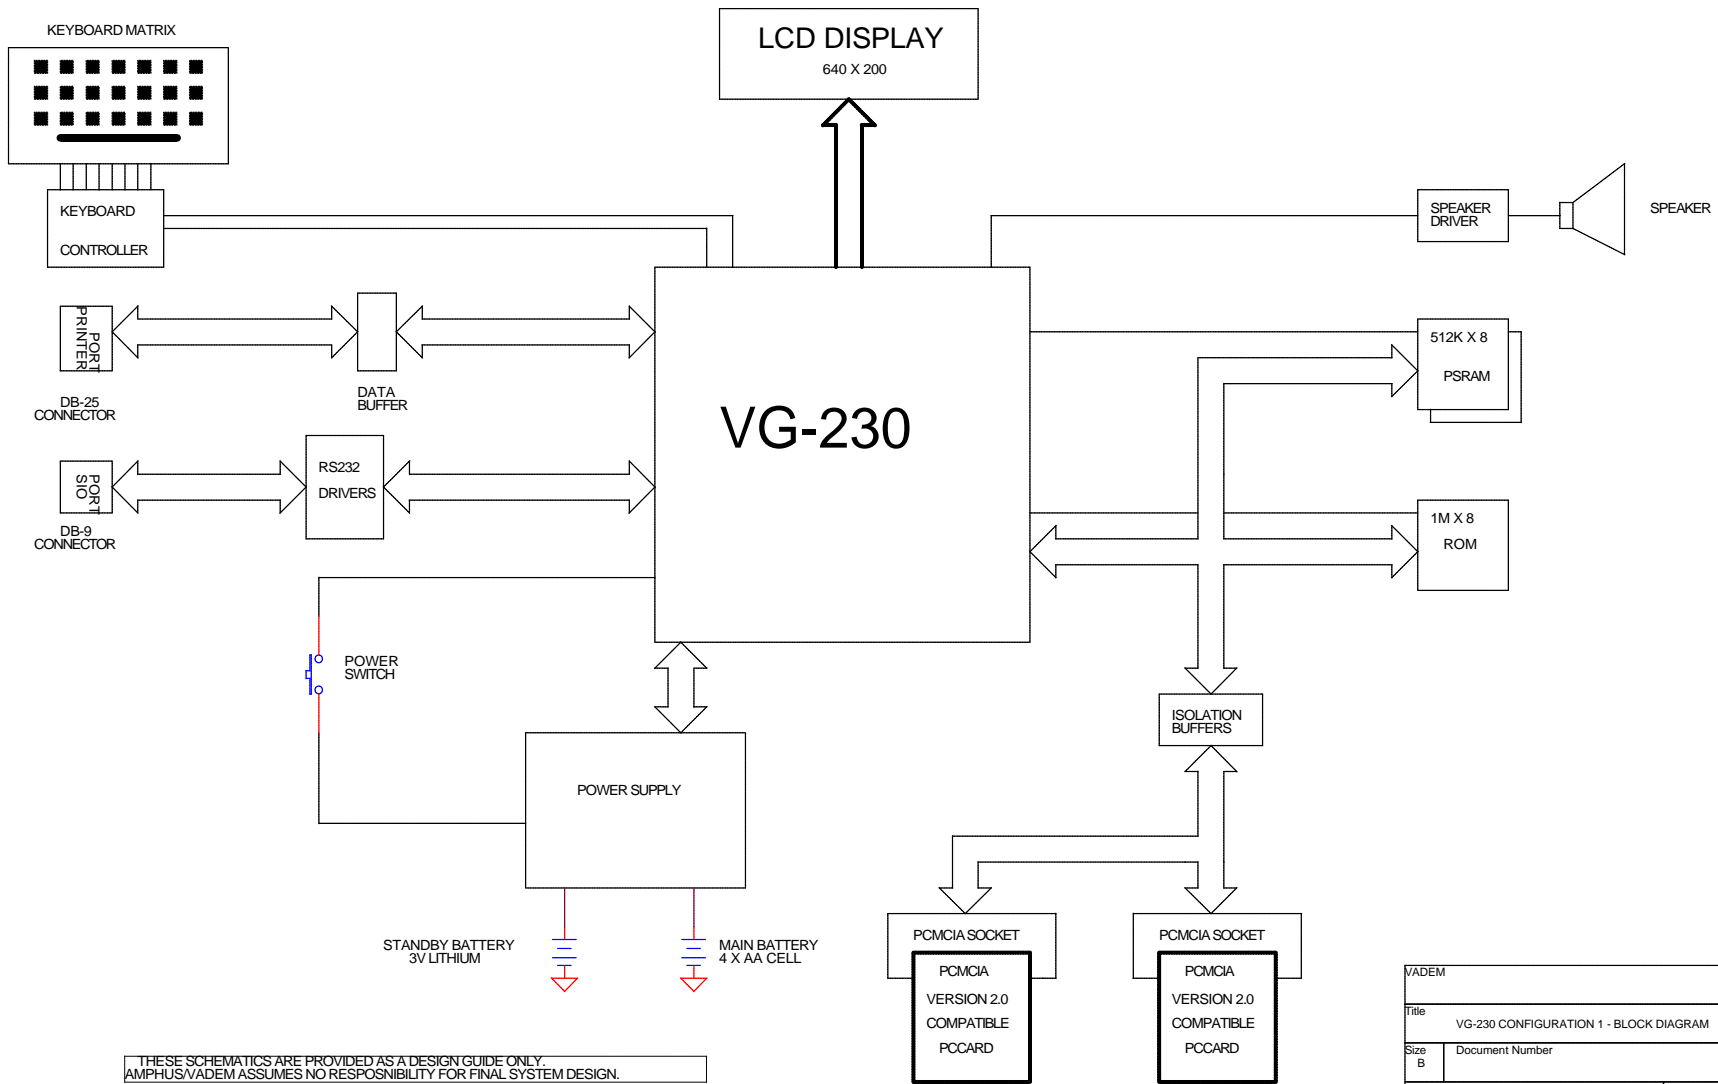 KEYBOARD MATRIX
LCD DISPLAY
640 X 200
KEYBOARD
CONTROLLER
SPEAKER
DRIVER
SPEAKER
PORT
PRINTER
DB-25
CONNECTOR
DATA
BUFFER
VG-230
512K X 8
PSRAM
PORT
SIO
DB-9
CONNECTOR
RS232
DRIVERS
1M X 8
ROM
POWER
SWITCH
ISOLATION
BUFFERS
POWER SUPPLY
STANDBY BATTERY
3V LITHIUM
MAIN BATTERY
4 X AA CELL
PCMCIA SOCKET
PCMCIA
VERSION 2.0
COMPATIBLE
PCCARD
PCMCIA SOCKET
PCMCIA
VERSION 2.0
COMPATIBLE
PCCARD
VADEM
Title
VG-230 CONFIGURATION 1 - BLOCK DIAGRAM
Size
B
Document Number
THESE SCHEMATICS ARE PROVIDED AS A DESIGN GUIDE ONLY.
AMPHUS/VADEM ASSUMES NO RESPOSNIBILITY FOR FINAL SYSTEM DESIGN.